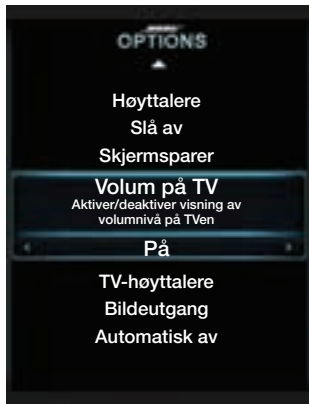 OPTIONS
Høyttalere
Slå av
Skjermsparer
Volum på TV
Aktiver/deaktiver visning av
volumnivå på TVen
På
TV-høyttalere
Bildeutgang
Automatisk av